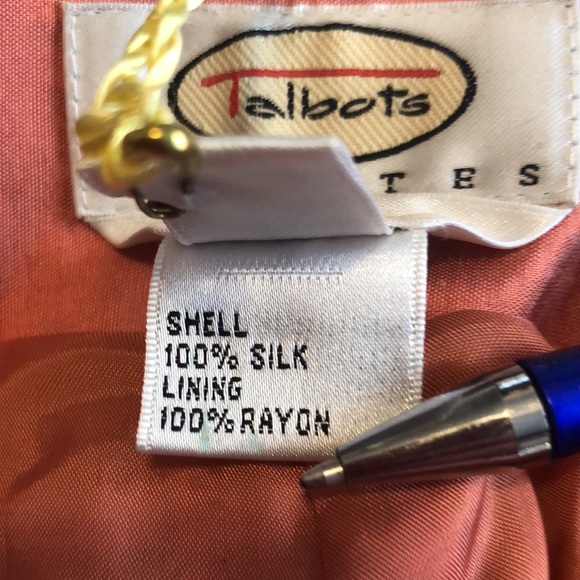 Talbots
T E S
SHELL
100% SILK
LINING
100% RAYON